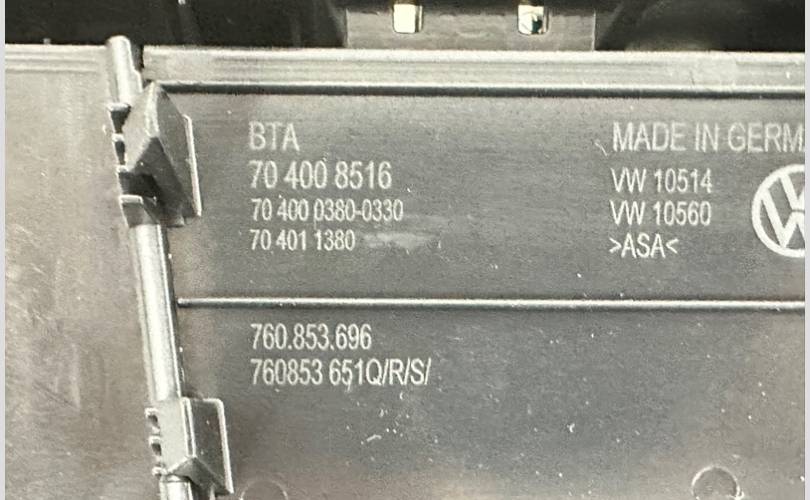 BTA
70 400 8516
70 400 0380-0330
70 401 1380
MADE IN GERM
VW 10514
VW 10560
>ASA<
760.853.696
760853 651Q/R/S/